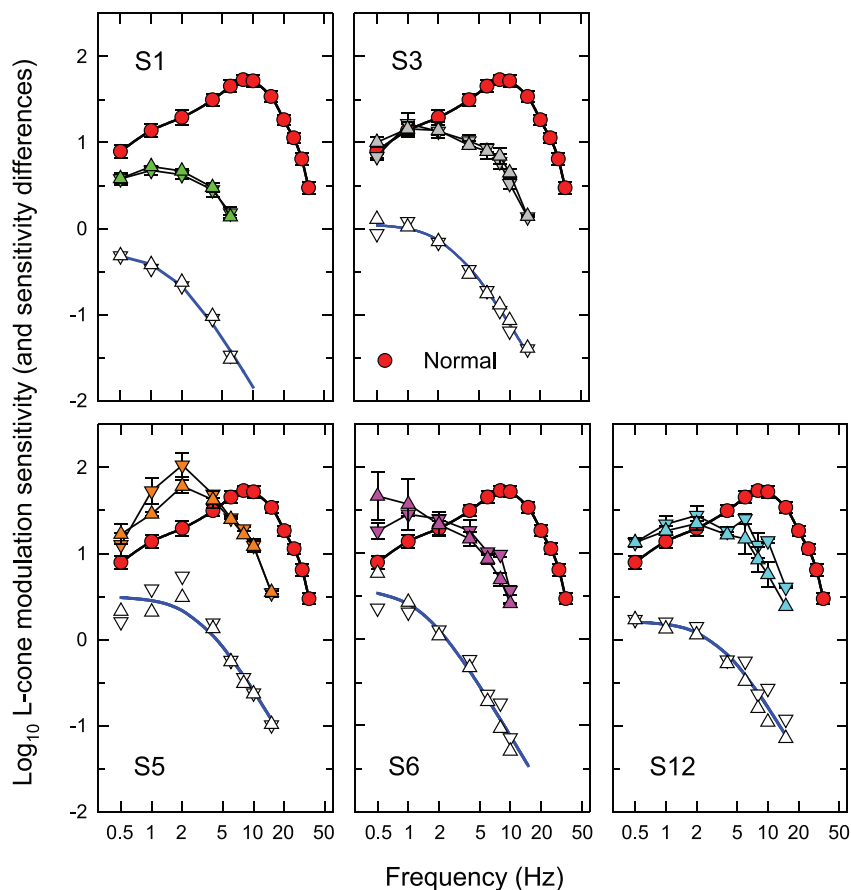 S1
S3
2
1
0
-1
-2
Normal
Log10 L-cone modulation sensitivity (and sensitivity differences)
2
1
0
-1
-2
S5
S6
S12
0.5 1 2 5 10 20 50
0.5 1 2 5 10 20 50
0.5 1 2 5 10 20 50
Frequency (Hz)